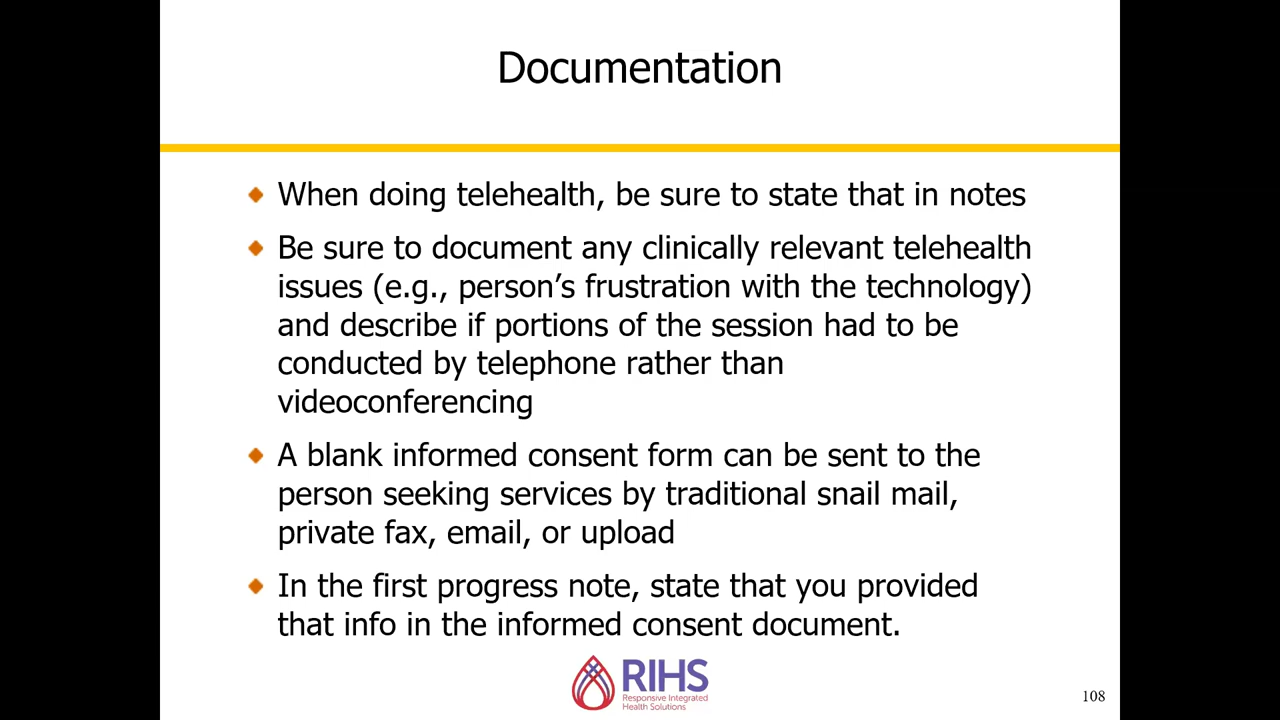 Documentation
When doing telehealth, be sure to state that in notes
Be sure to document any clinically relevant telehealth
issues (e.g., person's frustration with the technology)
and describe if portions of the session had to be
conducted by telephone rather than
videoconferencing
A blank informed consent form can be sent to the
person seeking services by traditional snail mail,
private fax, email, or upload
In the first progress note, state that you provided
that info in the informed consent document.
RIHS
Responsive Integrated
Health Solutions
108